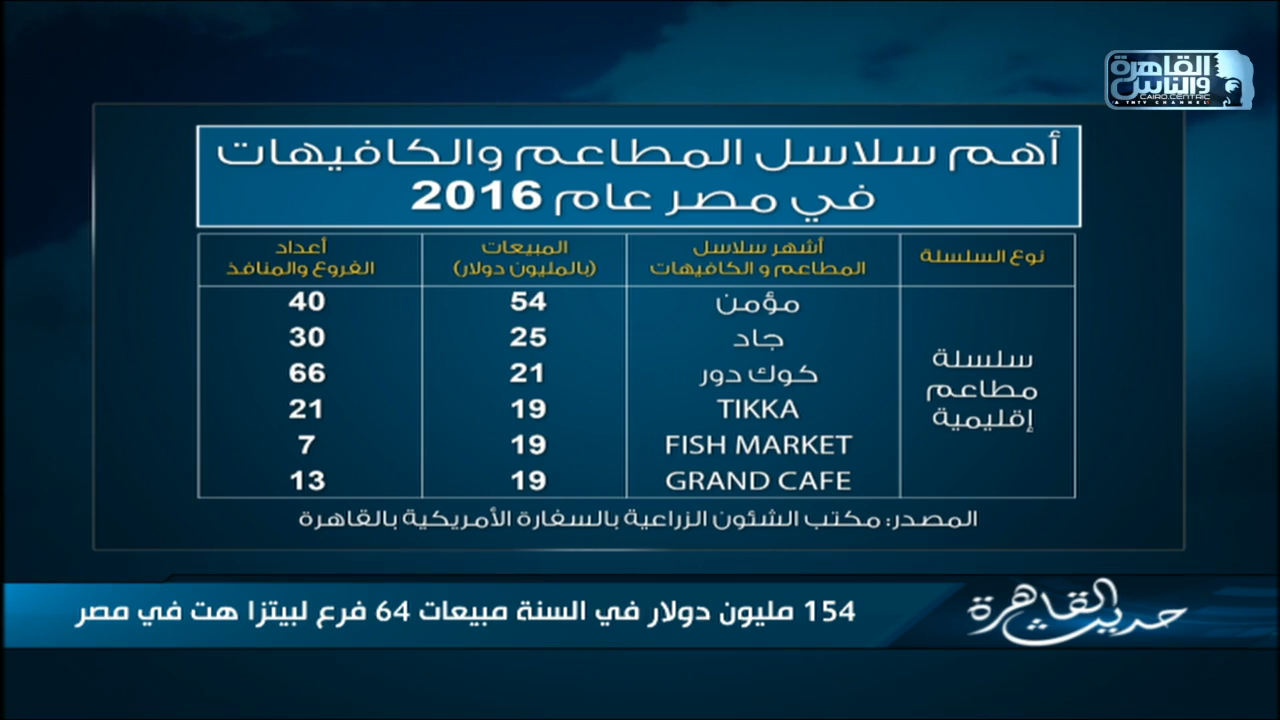 القاهرة
والناس
CAIRO.CENTRIC
A TNTV CHANNEL
أهم سلاسل المطاعم والكافيهات
في مصر عام 2016
نوع السلسلة
أشهر سلاسل
المطاعم و الكافيهات
المبيعات
(بالمليون دولار)
أعداد
الفروع والمنافذ
سلسلة
مطاعم
إقليمية
مؤمن 54 40
جاد 25 30
كوك دور 21 66
TIKKA 19 21
FISH MARKET 19 7
GRAND CAFE 19 13
المصدر: مكتب الشئون الزراعية بالسفارة الأمريكية بالقاهرة
حديث القاهرة
154 مليون دولار في السنة مبيعات 64 فرع لبيتزا هت في مصر